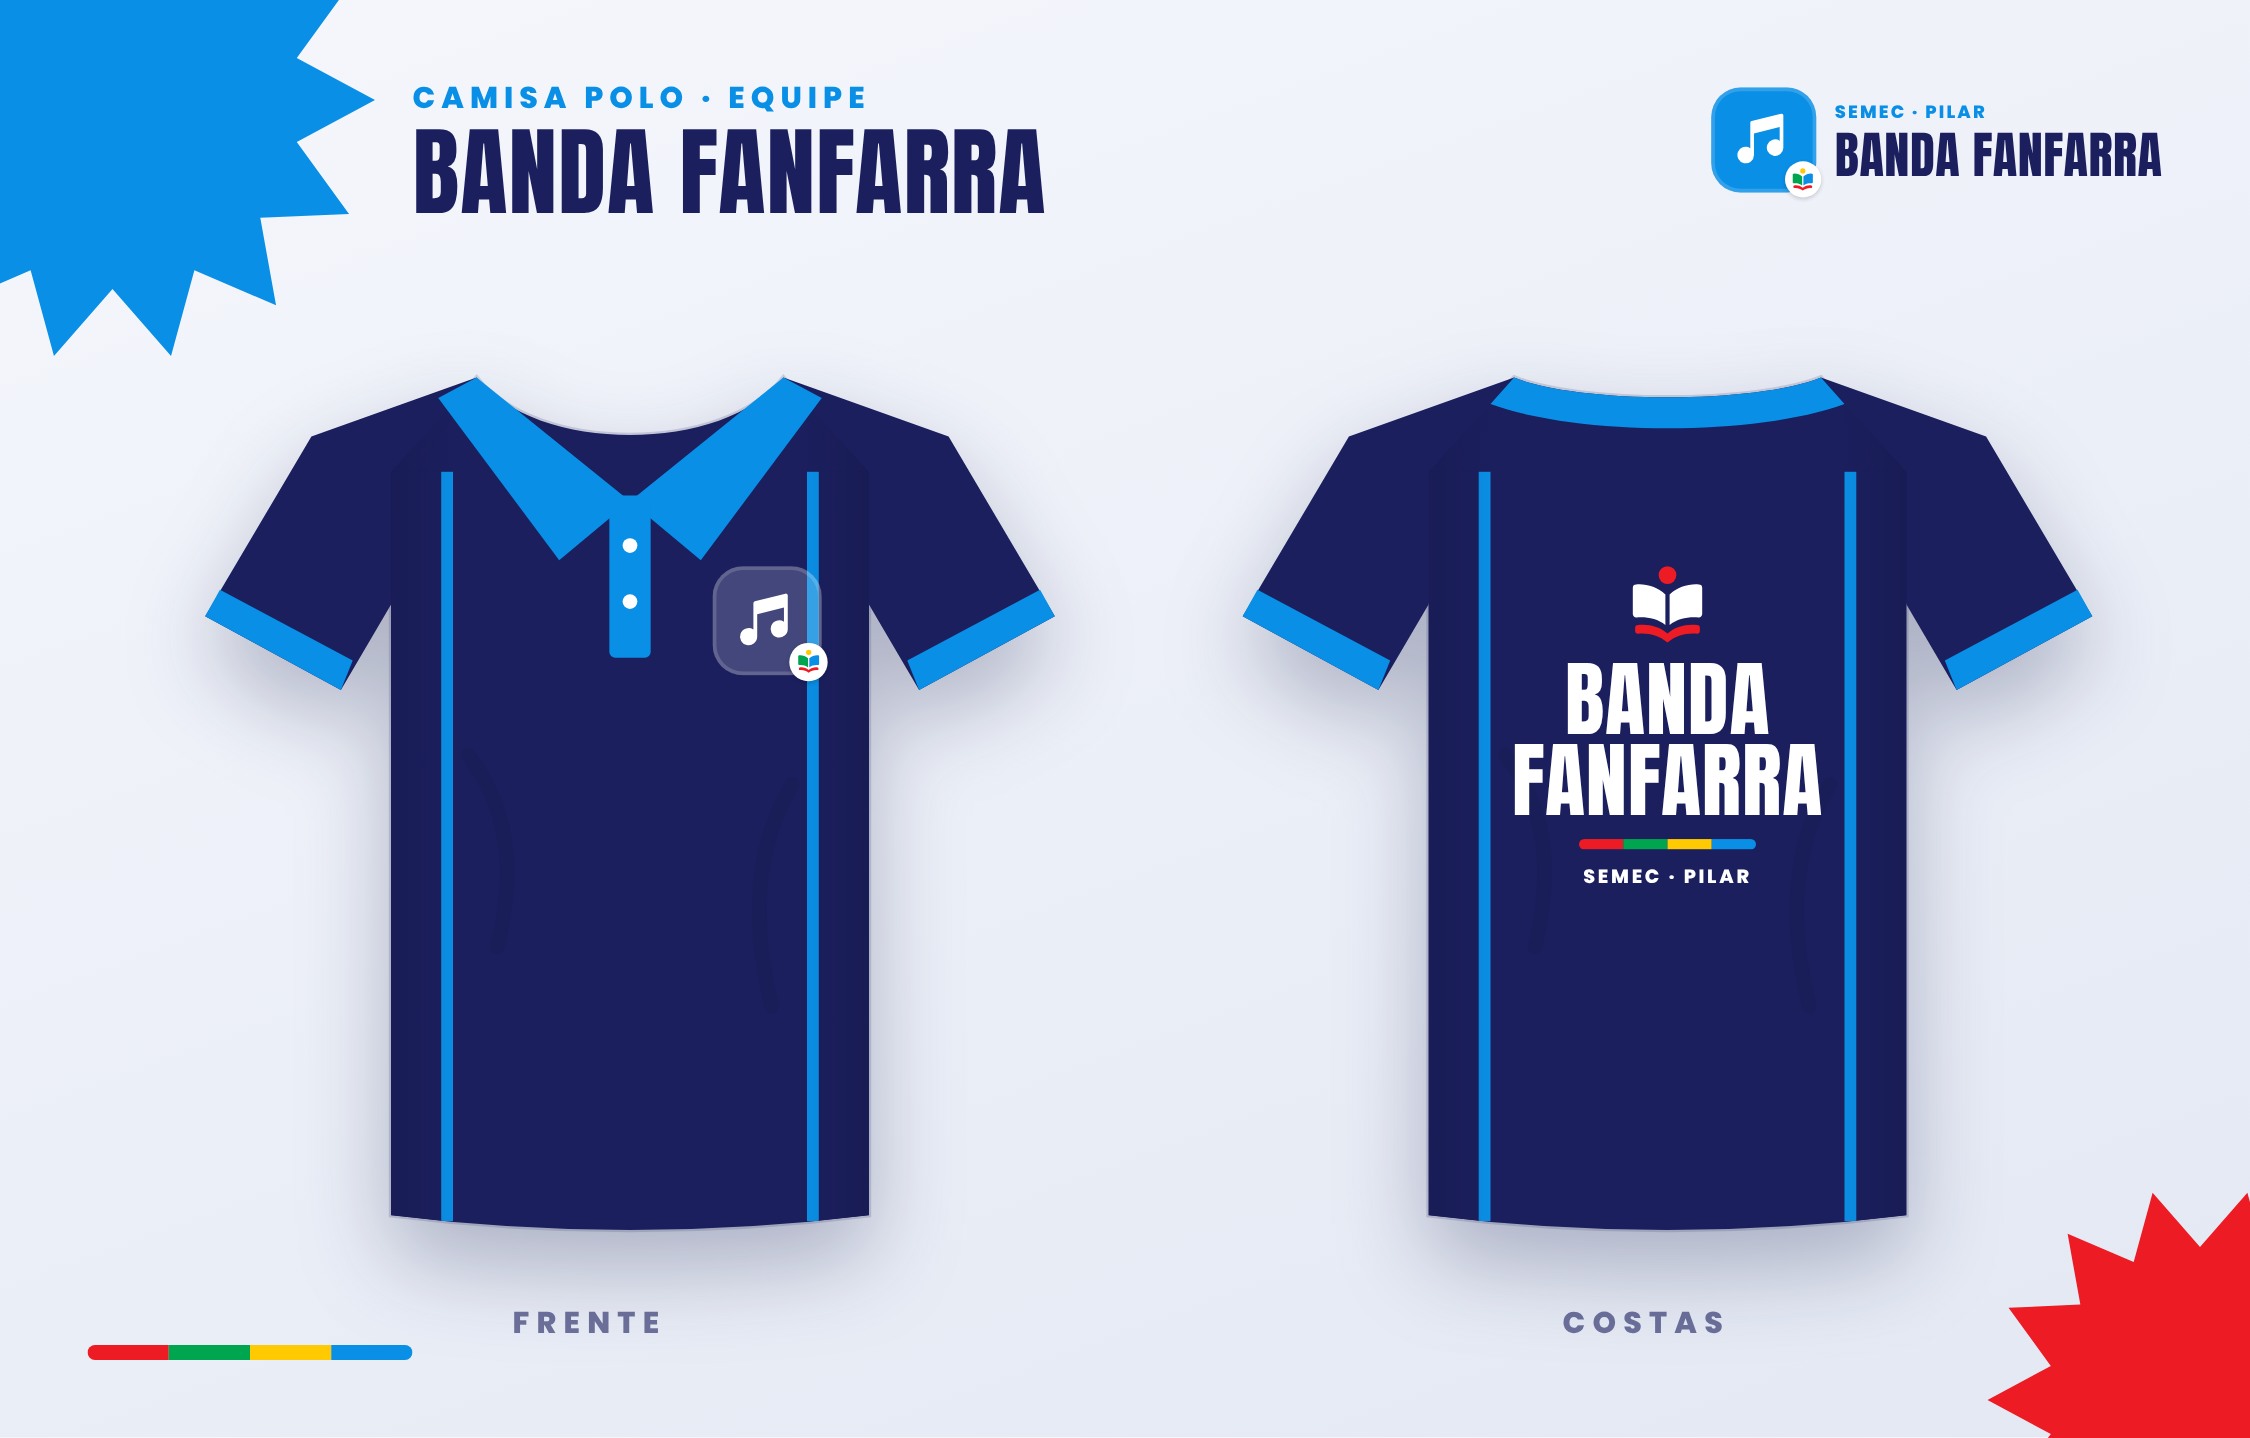 CAMISA POLO · EQUIPE
BANDA FANFARRA
SEMEC · PILAR
BANDA FANFARRA
BANDA
FANFARRA
SEMEC · PILAR
FRENTE
COSTAS